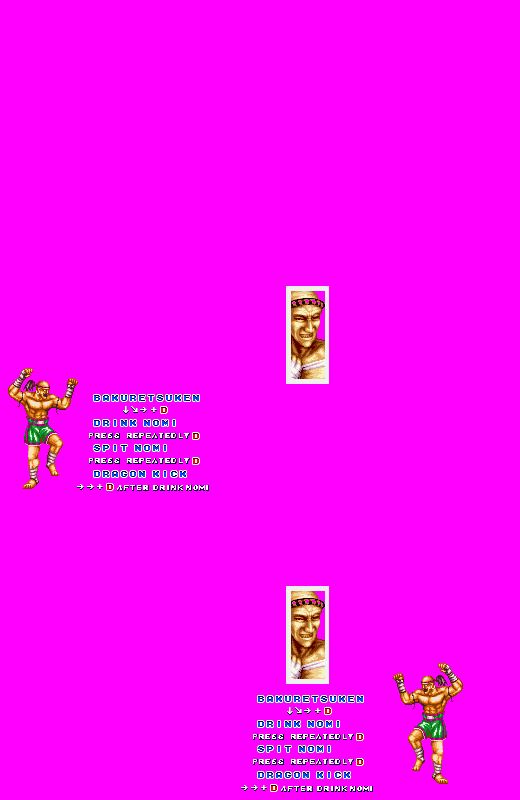 BAKURETSUKEN
↓↘→+D
DRINK NOMI
PRESS REPEATEDLY D
SPIT NOMI
PRESS REPEATEDLY D
DRAGON KICK
→→+D AFTER DRINK NOMI
BAKURETSUKEN
↓↘→+D
DRINK NOMI
PRESS REPEATEDLY D
SPIT NOMI
PRESS REPEATEDLY D
DRAGON KICK
→→+D AFTER DRINK NOMI